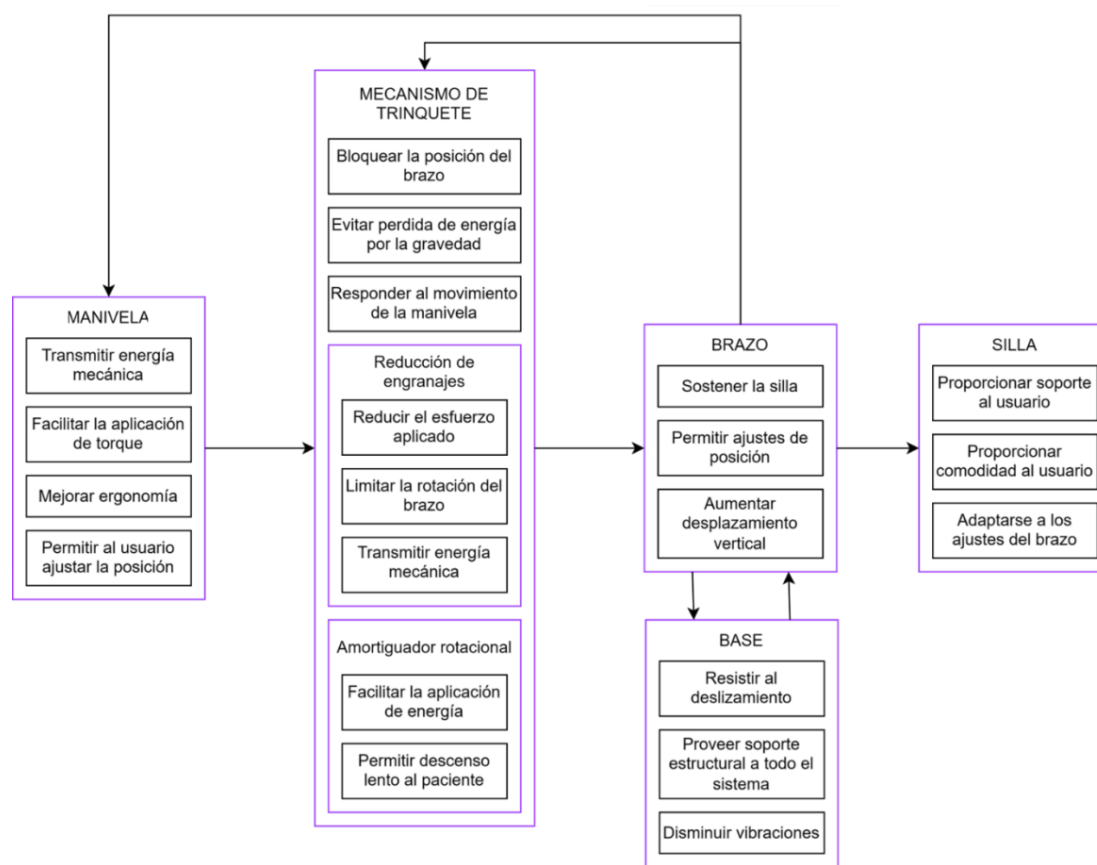 MECANISMO DE
TRINQUETE
Bloquear la posición del
brazo
Evitar perdida de energía
por la gravedad
Responder al movimiento
de la manivela
Reducción de
engranajes
Reducir el esfuerzo
aplicado
Limitar la rotación del
brazo
Transmitir energía
mecánica
Amortiguador rotacional
Facilitar la aplicación
de energía
Permitir descenso
lento al paciente
MANIVELA
Transmitir energía
mecánica
Facilitar la aplicación
de torque
Mejorar ergonomía
Permitir al usuario
ajustar la posición
BRAZO
Sostener la silla
Permitir ajustes de
posición
Aumentar
desplazamiento
vertical
SILLA
Proporcionar soporte
al usuario
Proporcionar
comodidad al usuario
Adaptarse a los
ajustes del brazo
BASE
Resistir al
deslizamiento
Proveer soporte
estructural a todo el
sistema
Disminuir vibraciones